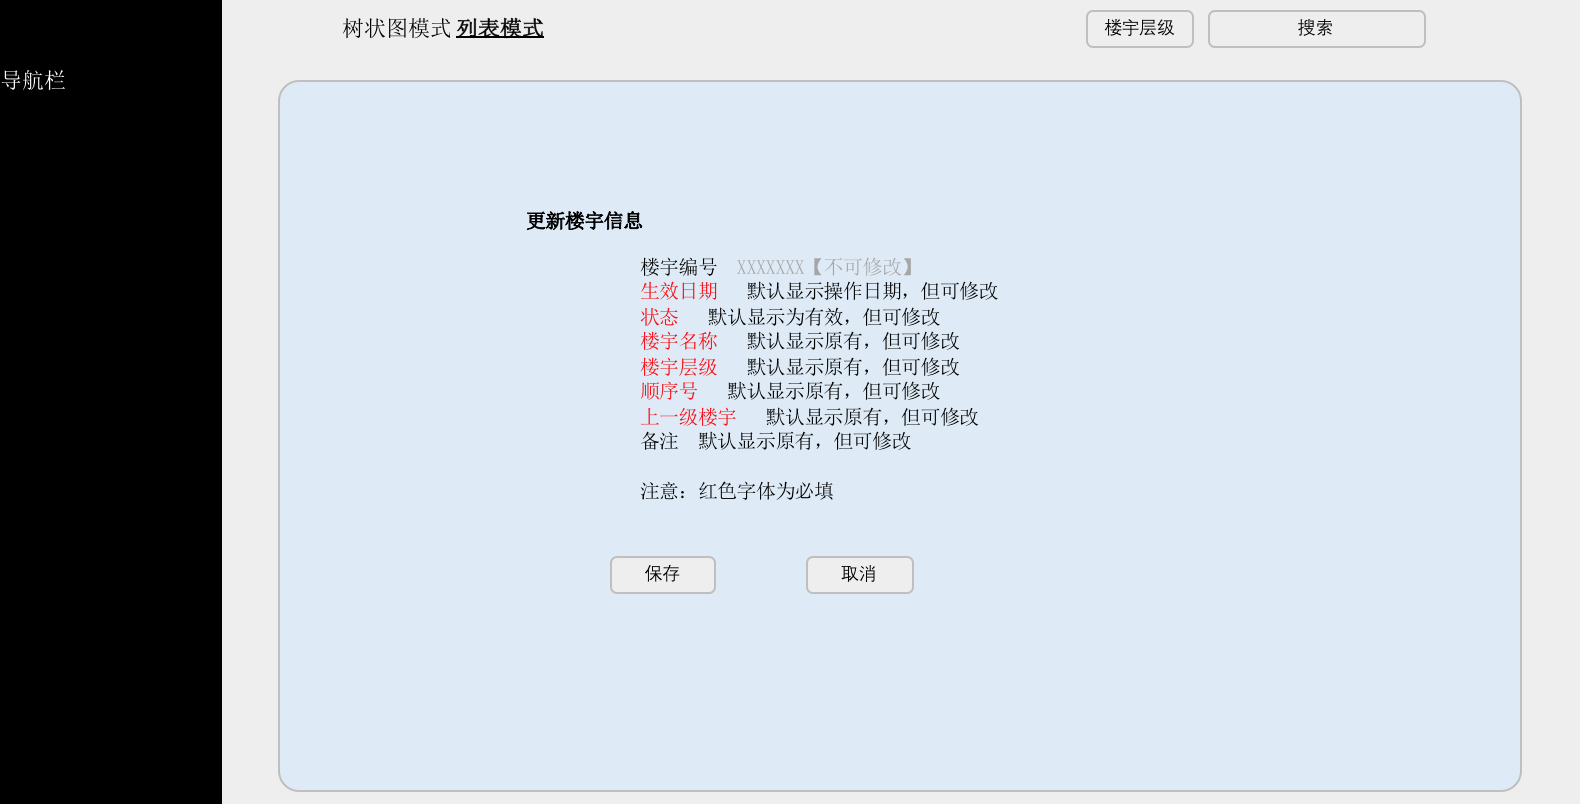 树状图模式 列表模式
楼宇层级
搜索
导航栏
更新楼宇信息
楼宇编号 XXXXXXX【不可修改】
生效日期 默认显示操作日期，但可修改
状态 默认显示为有效，但可修改
楼宇名称 默认显示原有，但可修改
楼宇层级 默认显示原有，但可修改
顺序号 默认显示原有，但可修改
上一级楼宇 默认显示原有，但可修改
备注 默认显示原有，但可修改
注意：红色字体为必填
保存
取消